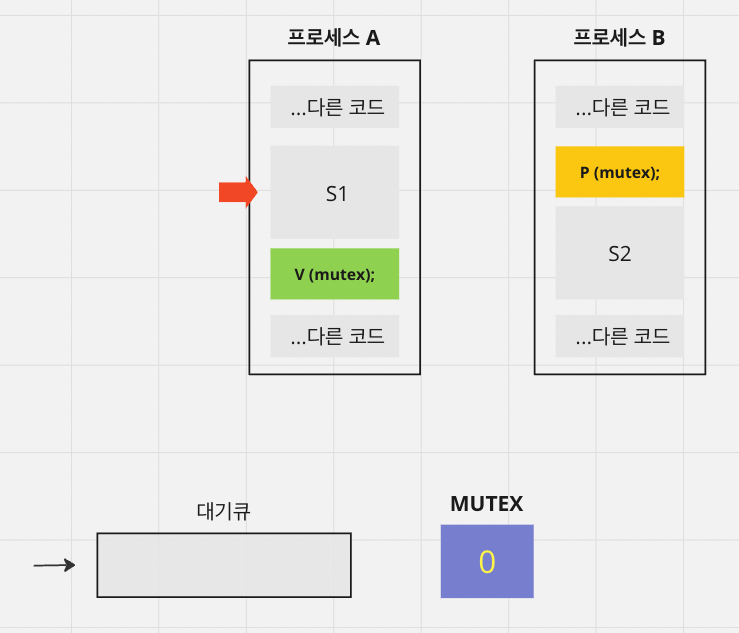 프로세스 A
...다른 코드
S1
V (mutex);
...다른 코드
프로세스 B
...다른 코드
P (mutex);
S2
...다른 코드
대기큐
MUTEX
0